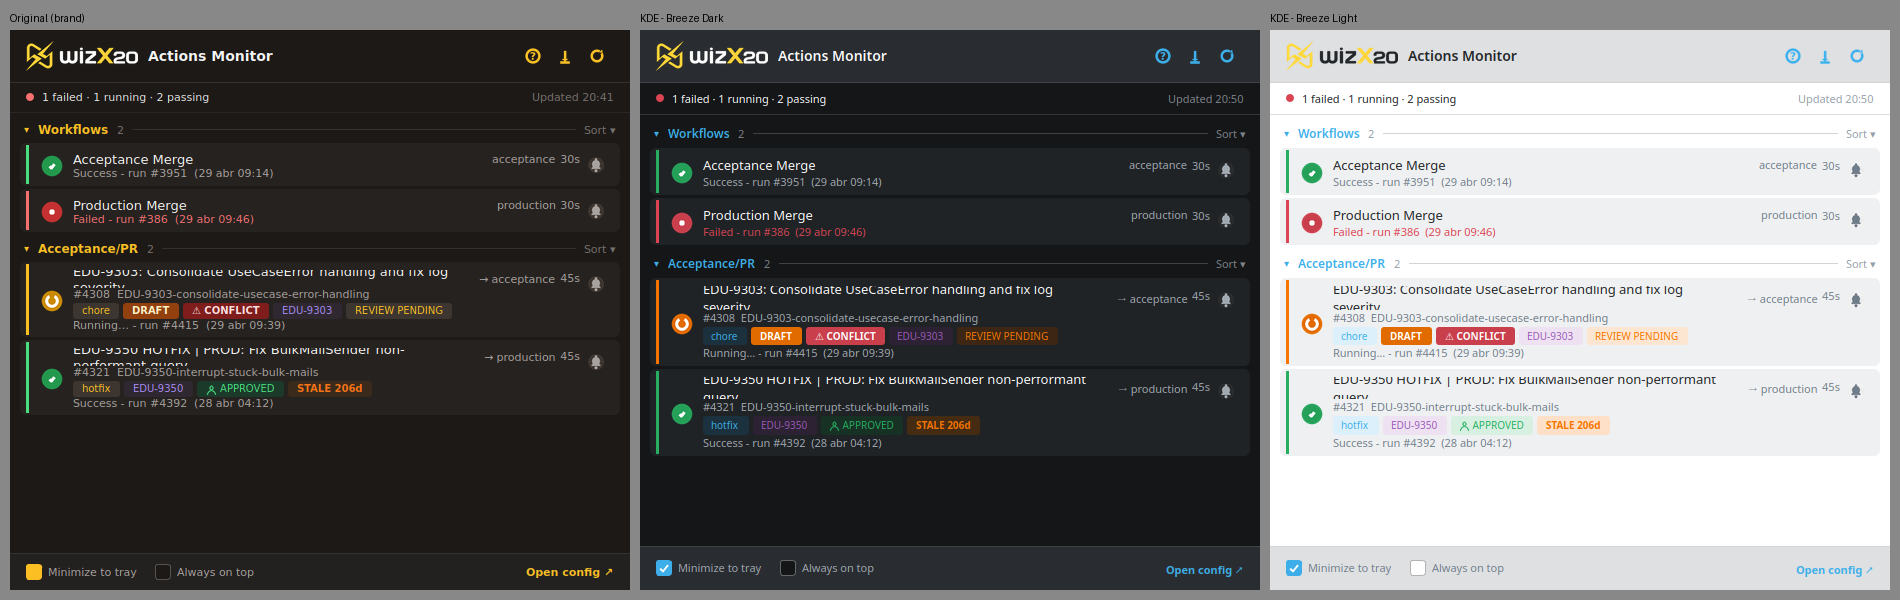 Original (brand)
wizX20 Actions Monitor
1 failed · 1 running · 2 passing Updated 20:41
▾ Workflows 2 Sort ▾
Acceptance Merge acceptance 30s
Success - run #3951 (29 abr 09:14)
Production Merge production 30s
Failed - run #386 (29 abr 09:46)
▾ Acceptance/PR 2 Sort ▾
EDU-9303: Consolidate UseCaseError handling and fix log → acceptance 45s
severity
#4308 EDU-9303-consolidate-usecase-error-handling
chore DRAFT ⚠ CONFLICT EDU-9303 REVIEW PENDING
Running... - run #4415 (29 abr 09:39)
EDU-9350 HOTFIX | PROD: Fix BulkMailSender non- → production 45s
performant query
#4321 EDU-9350-interrupt-stuck-bulk-mails
hotfix EDU-9350 APPROVED STALE 206d
Success - run #4392 (28 abr 04:12)
Minimize to tray Always on top Open config ↗
KDE - Breeze Dark
wizX20 Actions Monitor
1 failed · 1 running · 2 passing Updated 20:50
▾ Workflows 2 Sort ▾
Acceptance Merge acceptance 30s
Success - run #3951 (29 abr 09:14)
Production Merge production 30s
Failed - run #386 (29 abr 09:46)
▾ Acceptance/PR 2 Sort ▾
EDU-9303: Consolidate UseCaseError handling and fix log → acceptance 45s
severity
#4308 EDU-9303-consolidate-usecase-error-handling
chore DRAFT ⚠ CONFLICT EDU-9303 REVIEW PENDING
Running... - run #4415 (29 abr 09:39)
EDU-9350 HOTFIX | PROD: Fix BulkMailSender non-performant → production 45s
query
#4321 EDU-9350-interrupt-stuck-bulk-mails
hotfix EDU-9350 APPROVED STALE 206d
Success - run #4392 (28 abr 04:12)
Minimize to tray Always on top Open config ↗
KDE - Breeze Light
wizX20 Actions Monitor
1 failed · 1 running · 2 passing Updated 20:50
▾ Workflows 2 Sort ▾
Acceptance Merge acceptance 30s
Success - run #3951 (29 abr 09:14)
Production Merge production 30s
Failed - run #386 (29 abr 09:46)
▾ Acceptance/PR 2 Sort ▾
EDU-9303: Consolidate UseCaseError handling and fix log → acceptance 45s
severity
#4308 EDU-9303-consolidate-usecase-error-handling
chore DRAFT ⚠ CONFLICT EDU-9303 REVIEW PENDING
Running... - run #4415 (29 abr 09:39)
EDU-9350 HOTFIX | PROD: Fix BulkMailSender non-performant → production 45s
query
#4321 EDU-9350-interrupt-stuck-bulk-mails
hotfix EDU-9350 APPROVED STALE 206d
Success - run #4392 (28 abr 04:12)
Minimize to tray Always on top Open config ↗